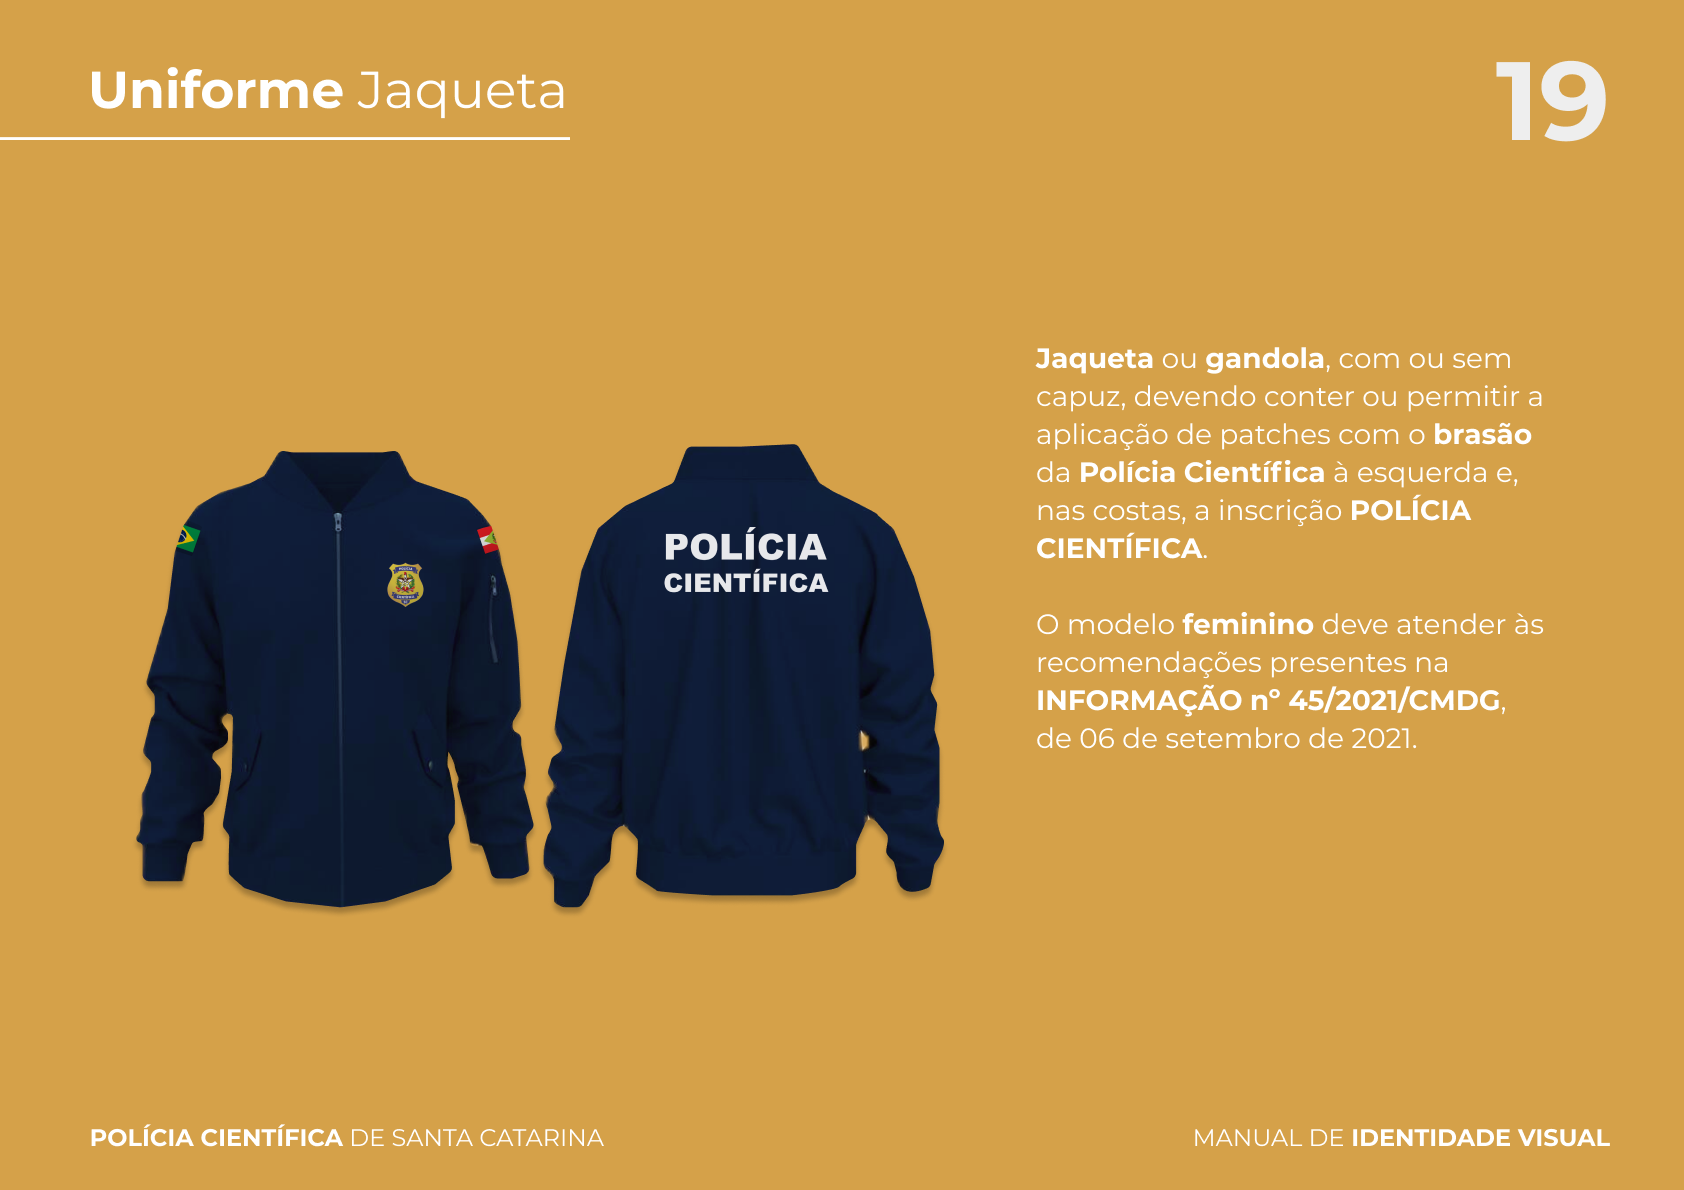 Uniforme Jaqueta
19
Jaqueta ou gandola, com ou sem
capuz, devendo conter ou permitir a
aplicação de patches com o brasão
da Polícia Científica à esquerda e,
nas costas, a inscrição POLÍCIA
CIENTÍFICA.
O modelo feminino deve atender às
recomendações presentes na
INFORMAÇÃO nº 45/2021/CMDG,
de 06 de setembro de 2021.
POLÍCIA
CIENTÍFICA
POLÍCIA CIENTÍFICA DE SANTA CATARINA
MANUAL DE IDENTIDADE VISUAL